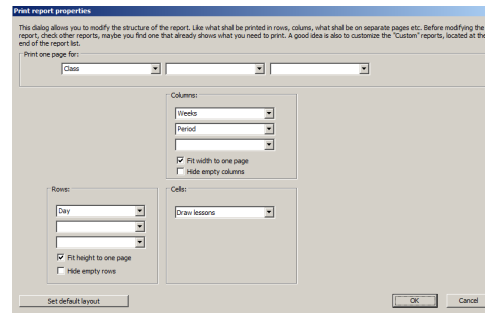 Print report properties
This dialog allows you to modify the structure of the report. Like what shall be printed in rows, colums, what shall be on separate pages etc. Before modifying the
report, check other reports, maybe you find one that already shows what you need to print. A good idea is also to customize the "Custom" reports, located at the
end of the report list.
Print one page for:
Class
Columns:
Weeks
Period
Fit width to one page
Hide empty columns
Rows:
Cells:
Day
Draw lessons
Fit height to one page
Hide empty rows
Set default layout
OK
Cancel